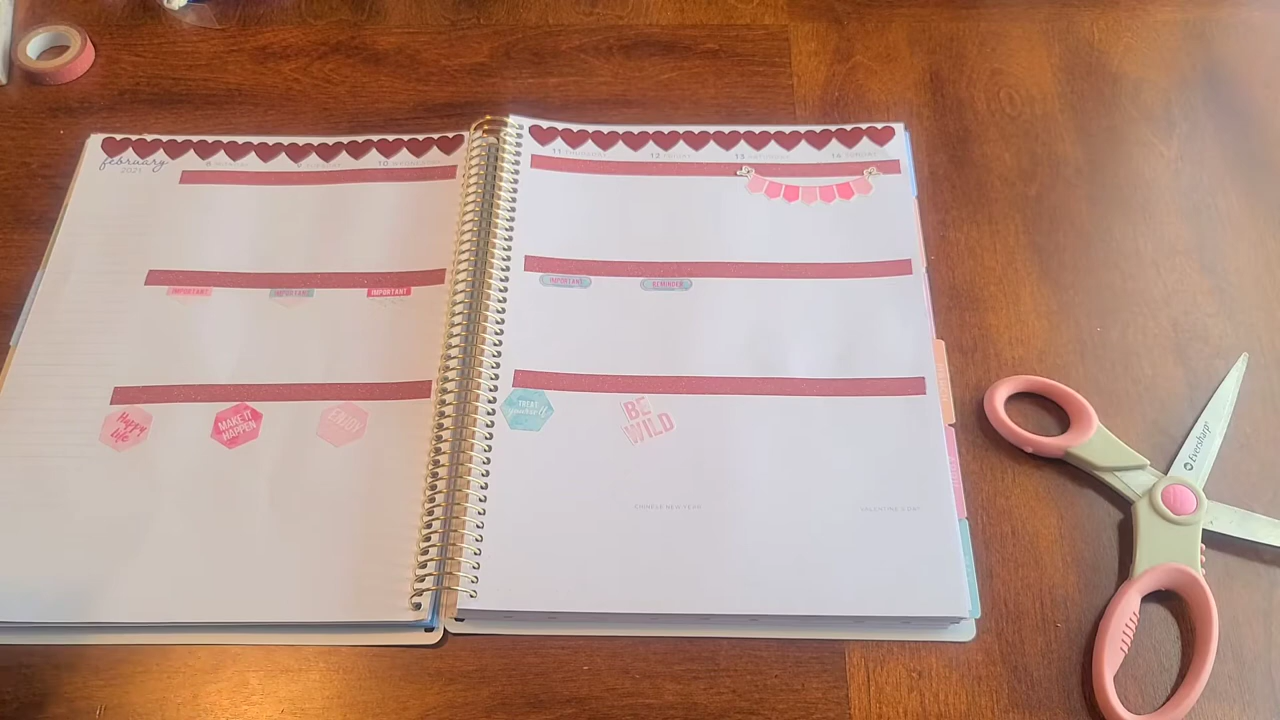 february
2021
8 MONDAY
9 TUESDAY
10 WEDNESDAY
11 THURSDAY
12 FRIDAY
13 SATURDAY
14 SUNDAY
IMPORTANT
IMPORTANT
IMPORTANT
IMPORTANT
REMINDER
Happy
life
MAKE IT
HAPPEN
ENJOY
TREAT
yourself
BE
WILD
CHINESE NEW YEAR
VALENTINE'S DAY
Eversharp